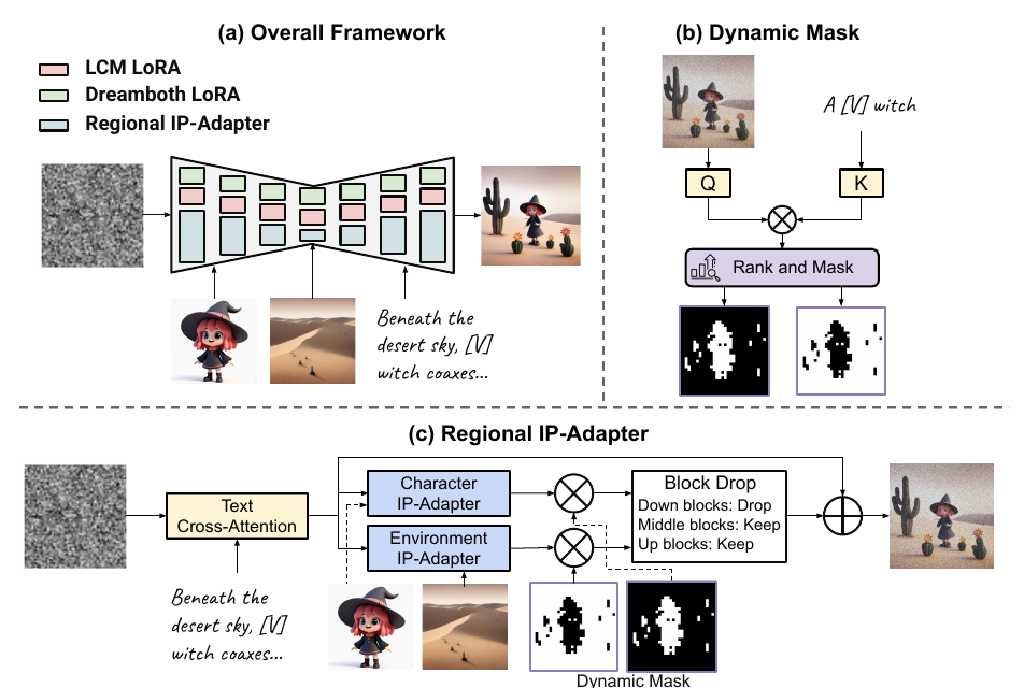 (a) Overall Framework
LCM LoRA
Dreamboth LoRA
Regional IP-Adapter
Beneath the
desert sky, [V]
witch coaxes...
(b) Dynamic Mask
A [V] witch
Q
K
Rank and Mask
(c) Regional IP-Adapter
Text
Cross-Attention
Beneath the
desert sky, [V]
witch coaxes...
Character
IP-Adapter
Environment
IP-Adapter
Block Drop
Down blocks: Drop
Middle blocks: Keep
Up blocks: Keep
Dynamic Mask